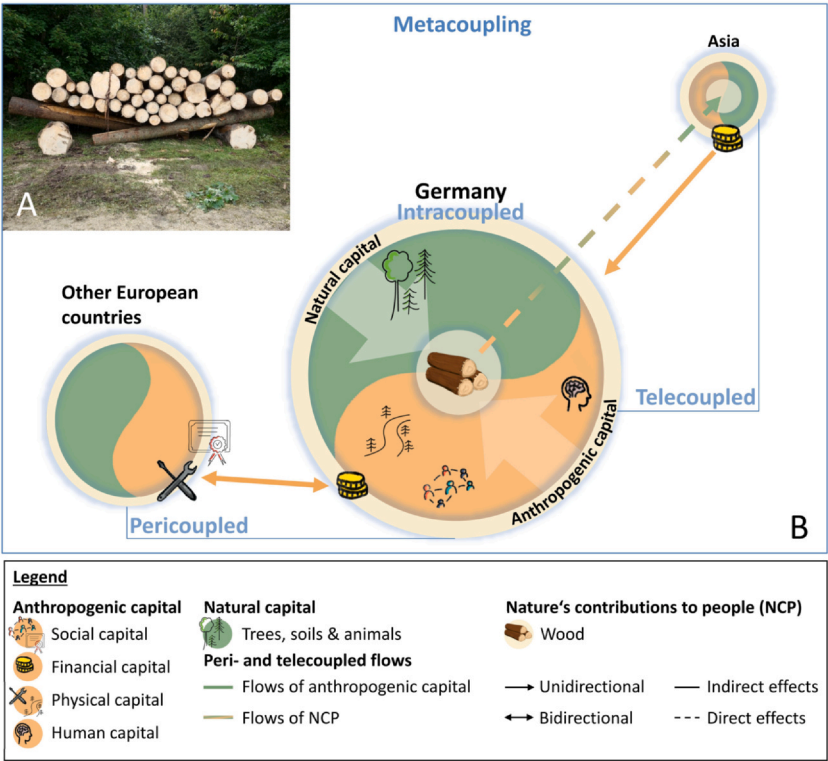 Metacoupling
Asia
A
Germany
Intracoupled
Natural capital
Other European
countries
Telecoupled
Anthropogenic capital
Pericoupled
B
Legend
Anthropogenic capital
Social capital
Financial capital
Physical capital
Human capital
Natural capital
Trees, soils & animals
Peri- and telecoupled flows
Flows of anthropogenic capital
Flows of NCP
Nature‘s contributions to people (NCP)
Wood
Unidirectional
Indirect effects
Bidirectional
Direct effects